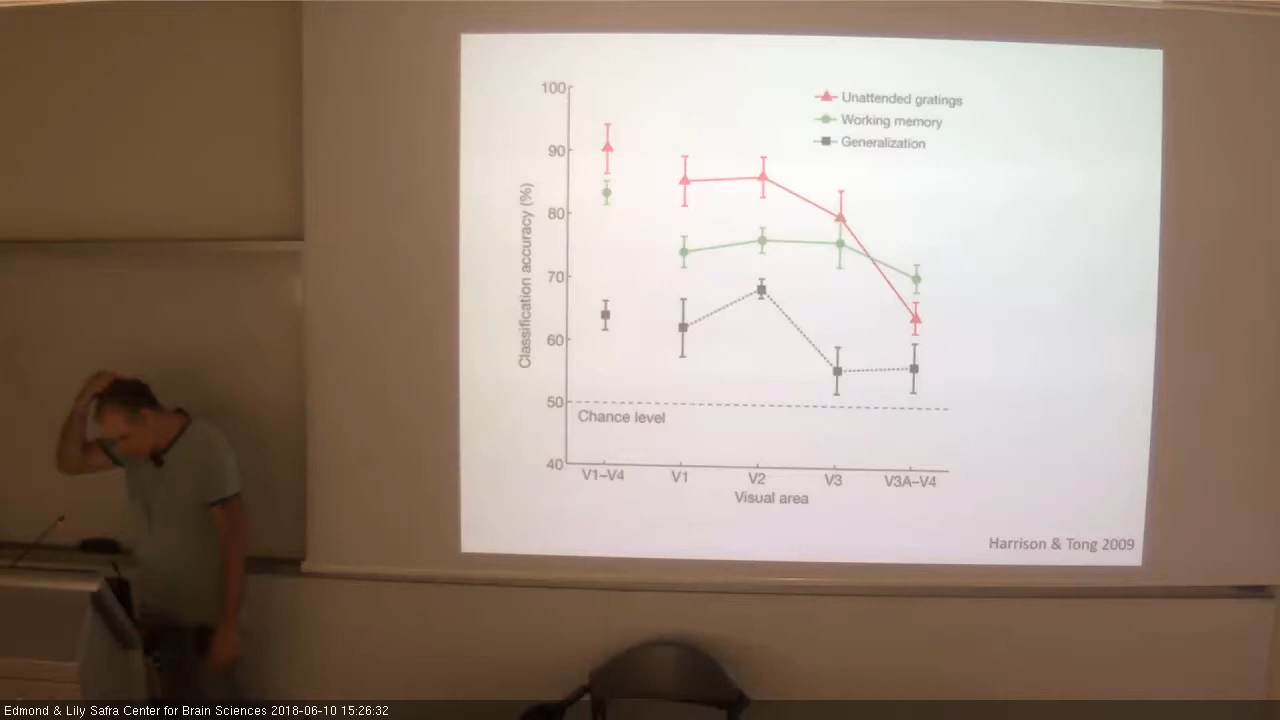 100
90
80
70
60
50
40
Classification accuracy (%)
Unattended gratings
Working memory
Generalization
Chance level
V1–V4 V1 V2 V3 V3A–V4
Visual area
Harrison & Tong 2009
Edmond & Lily Safra Center for Brain Sciences 2018-06-10 15:26:32